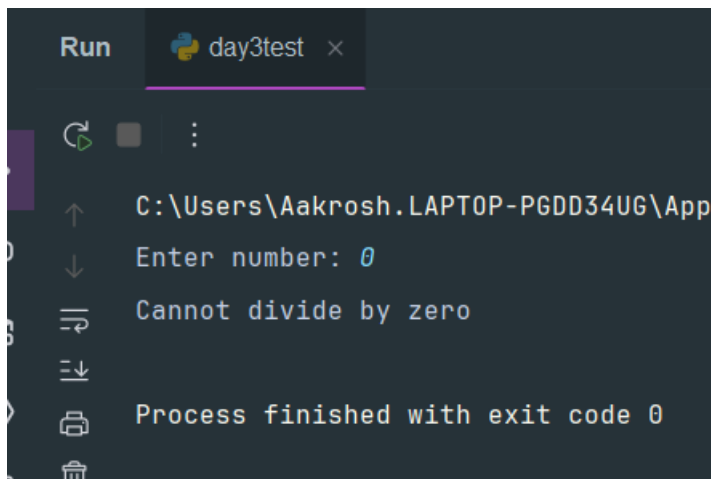 Run day3test
C:\Users\Aakrosh.LAPTOP-PGDD34UG\App
Enter number: 0
Cannot divide by zero
Process finished with exit code 0